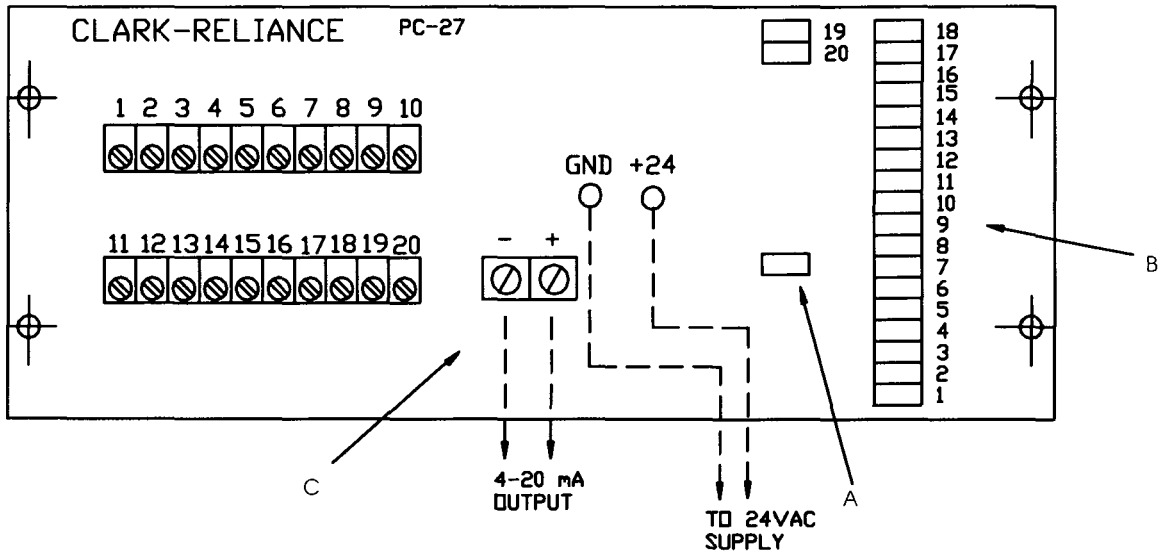 CLARK-RELIANCE PC-27
19
20
18
17
16
15
14
13
12
11
10
9
8
7
6
5
4
3
2
1
1 2 3 4 5 6 7 8 9 10
GND +24
11 12 13 14 15 16 17 18 19 20
- +
B
C
4-20 mA
OUTPUT
A
TO 24VAC
SUPPLY